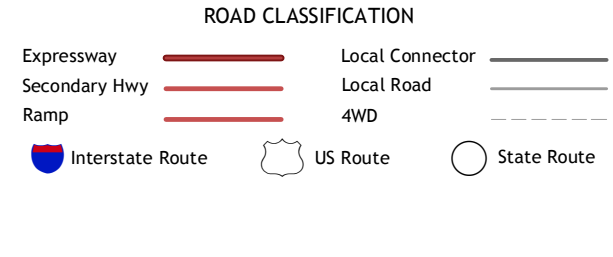 ROAD CLASSIFICATION
Expressway
Local Connector
Secondary Hwy
Local Road
Ramp
4WD
Interstate Route
US Route
State Route